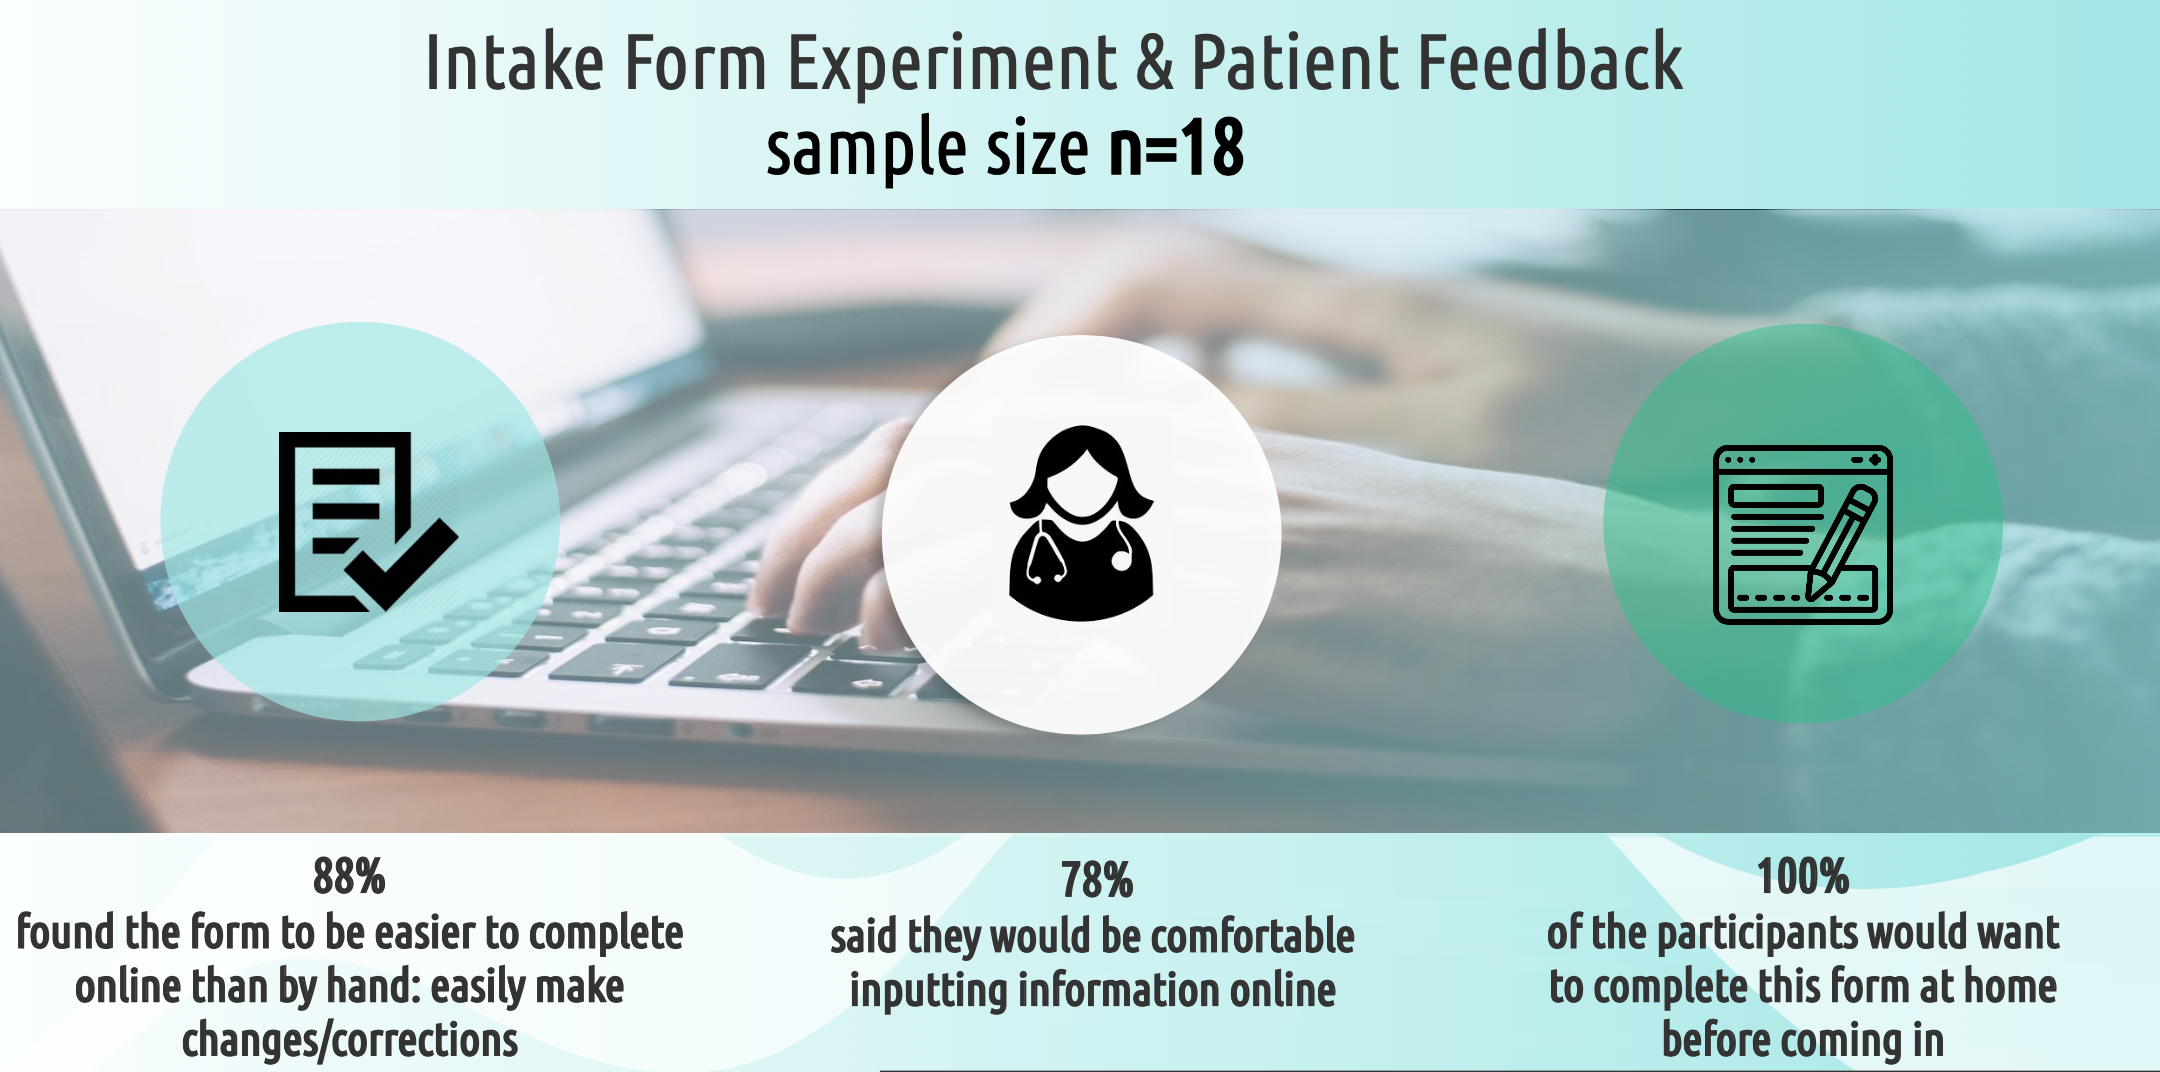 Intake Form Experiment & Patient Feedback
sample size n=18
88%
found the form to be easier to complete
online than by hand: easily make
changes/corrections
78%
said they would be comfortable
inputting information online
100%
of the participants would want
to complete this form at home
before coming in